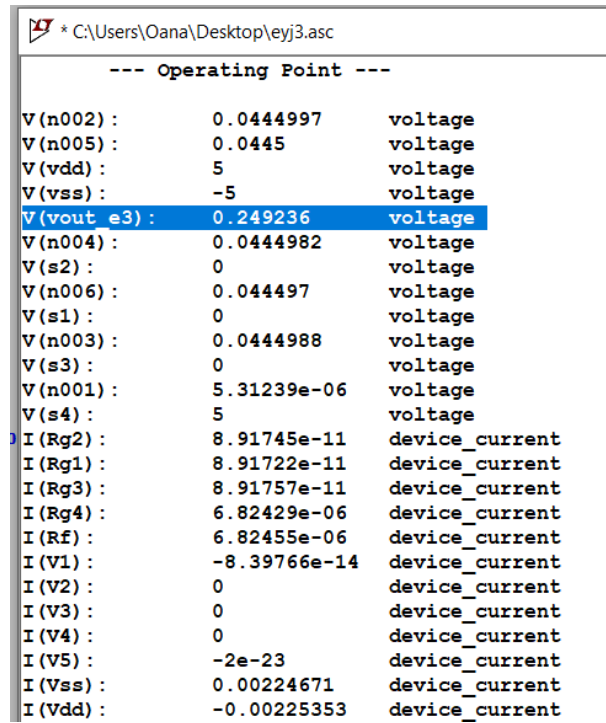 * C:\Users\Oana\Desktop\eyj3.asc
--- Operating Point ---
V(n002): 0.0444997 voltage
V(n005): 0.0445 voltage
V(vdd): 5 voltage
V(vss): -5 voltage
V(vout_e3): 0.249236 voltage
V(n004): 0.0444982 voltage
V(s2): 0 voltage
V(n006): 0.044497 voltage
V(s1): 0 voltage
V(n003): 0.0444988 voltage
V(s3): 0 voltage
V(n001): 5.31239e-06 voltage
V(s4): 5 voltage
I(Rg2): 8.91745e-11 device_current
I(Rg1): 8.91722e-11 device_current
I(Rg3): 8.91757e-11 device_current
I(Rg4): 6.82429e-06 device_current
I(Rf): 6.82455e-06 device_current
I(V1): -8.39766e-14 device_current
I(V2): 0 device_current
I(V3): 0 device_current
I(V4): 0 device_current
I(V5): -2e-23 device_current
I(Vss): 0.00224671 device_current
I(Vdd): -0.00225353 device_current